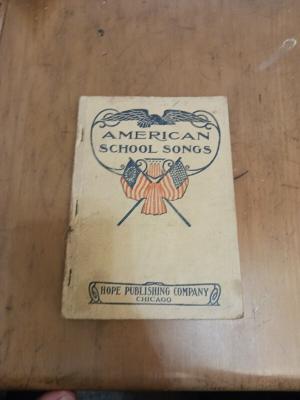 AMERICAN
SCHOOL SONGS
HOPE PUBLISHING COMPANY
CHICAGO